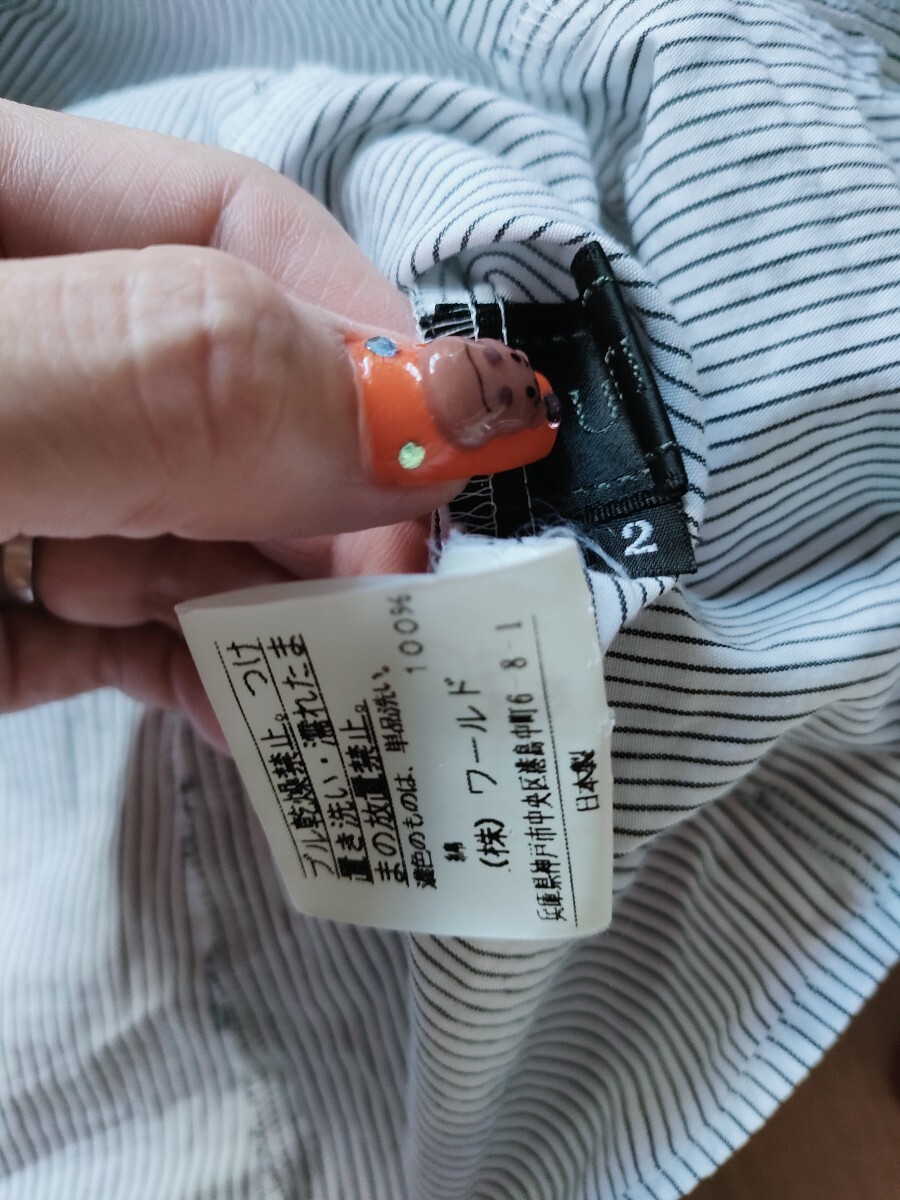 ブル乾燥禁止。つけ
置き洗い・濡れたま
まの放置禁止。
濃色のものは、単品洗い。
綿 100%
(株) ワールド
兵庫県神戸市中央区港島中町6-8-1
日本製
2